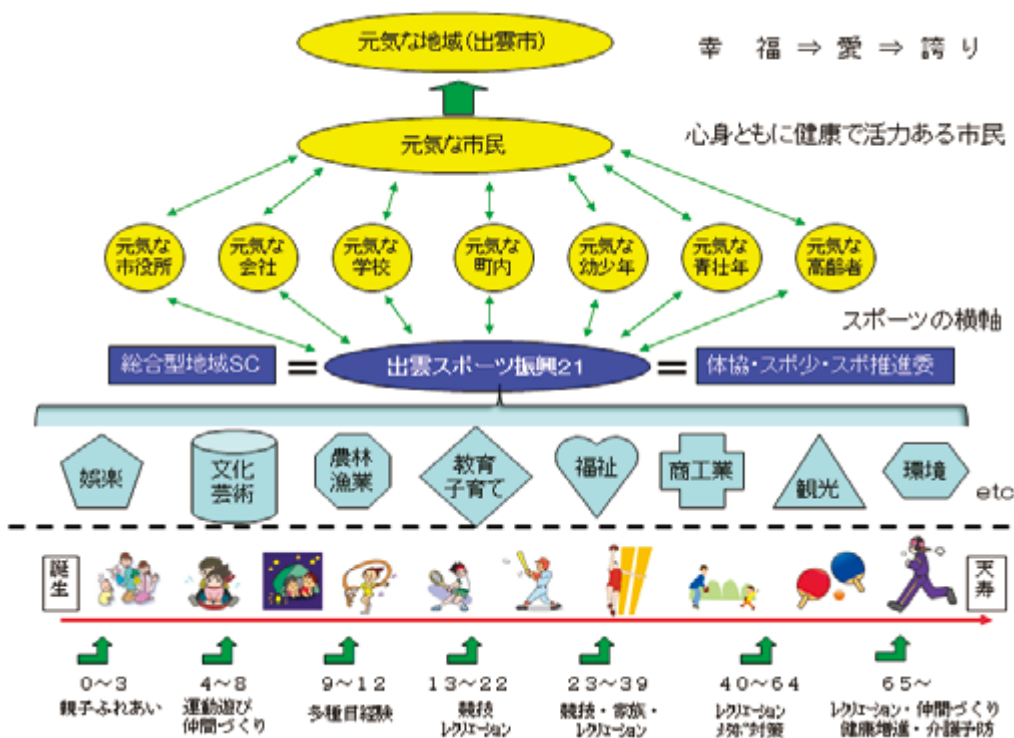 元気な地域(出雲市)
幸 福 ⇒ 愛 ⇒ 誇り
元気な市民
心身ともに健康で活力ある市民
元気な
市役所
元気な
会社
元気な
学校
元気な
町内
元気な
幼少年
元気な
青壮年
元気な
高齢者
スポーツの横軸
総合型地域SC
=
出雲スポーツ振興21
=
体協・スポ少・スポ推進委
娯楽
文化
芸術
農林
漁業
教育
子育て
福祉
商工業
観光
環境
etc
誕生
天寿
0~3
親子ふれあい
4~8
運動遊び
仲間づくり
9~12
多種目経験
13~22
競技
レクリエーション
23~39
競技・家族・
レクリエーション
40~64
レクリエーション
メタボ対策
65~
レクリエーション・仲間づくり
健康増進・介護予防